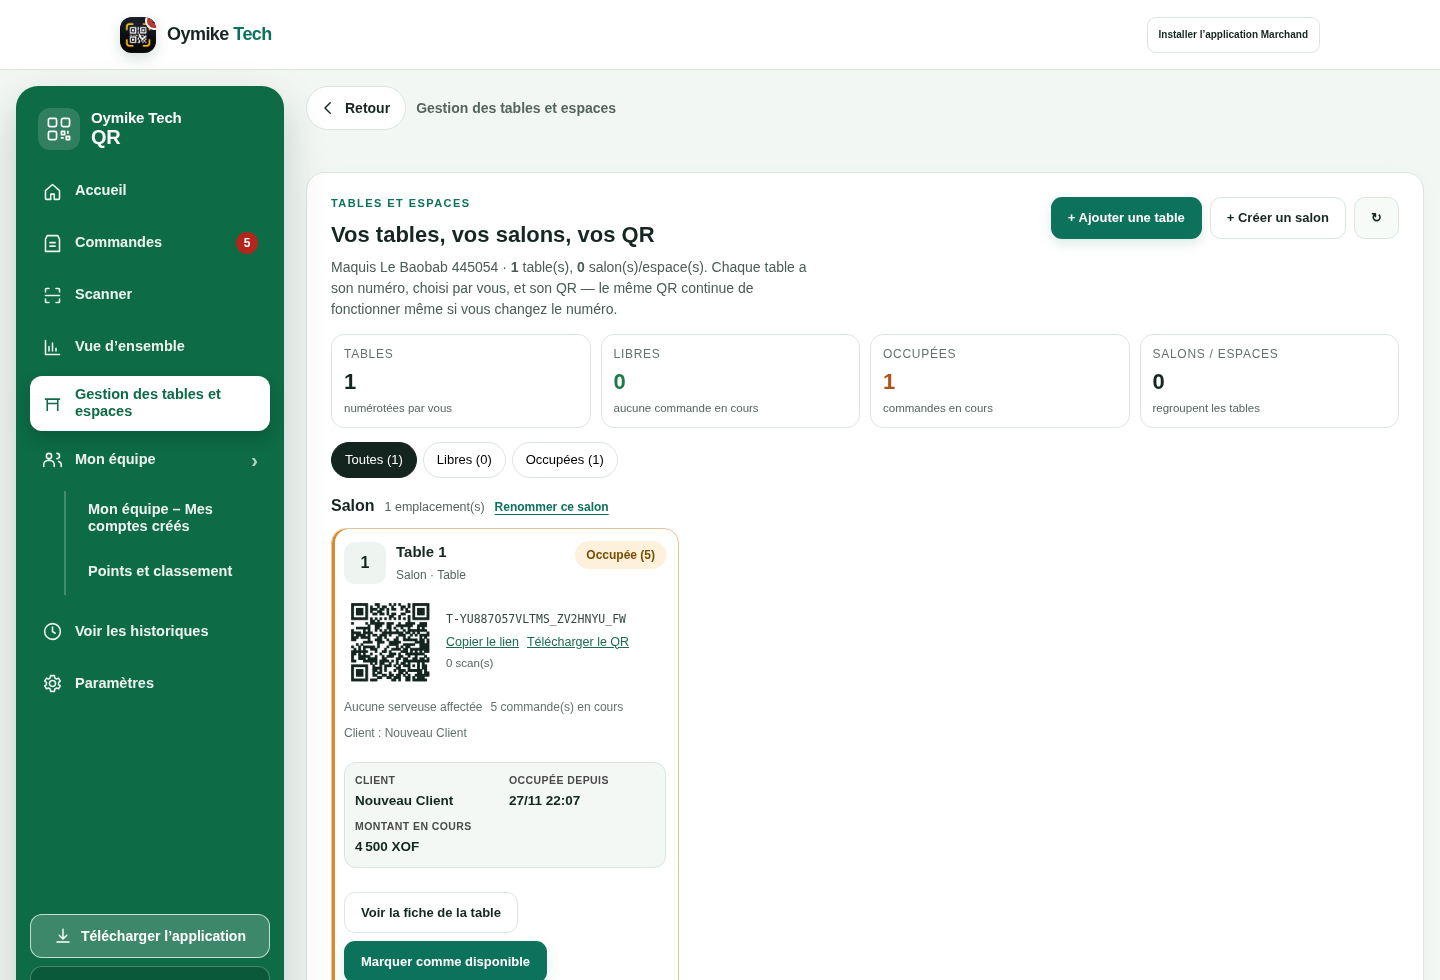 Oymike Tech
Installer l’application Marchand
Oymike Tech
QR
Accueil
Commandes
5
Scanner
Vue d’ensemble
Gestion des tables et
espaces
Mon équipe
Mon équipe – Mes
comptes créés
Points et classement
Voir les historiques
Paramètres
Télécharger l’application
Retour
Gestion des tables et espaces
TABLES ET ESPACES
Vos tables, vos salons, vos QR
Maquis Le Baobab 445054 · 1 table(s), 0 salon(s)/espace(s). Chaque table a
son numéro, choisi par vous, et son QR — le même QR continue de
fonctionner même si vous changez le numéro.
+ Ajouter une table
+ Créer un salon
↻
TABLES
1
numérotées par vous
LIBRES
0
aucune commande en cours
OCCUPÉES
1
commandes en cours
SALONS / ESPACES
0
regroupent les tables
Toutes (1)
Libres (0)
Occupées (1)
Salon 1 emplacement(s) Renommer ce salon
1
Table 1
Salon · Table
Occupée (5)
T-YU887O57VLTMS_ZV2HNYU_FW
Copier le lien Télécharger le QR
0 scan(s)
Aucune serveuse affectée 5 commande(s) en cours
Client : Nouveau Client
CLIENT
Nouveau Client
OCCUPÉE DEPUIS
27/11 22:07
MONTANT EN COURS
4 500 XOF
Voir la fiche de la table
Marquer comme disponible